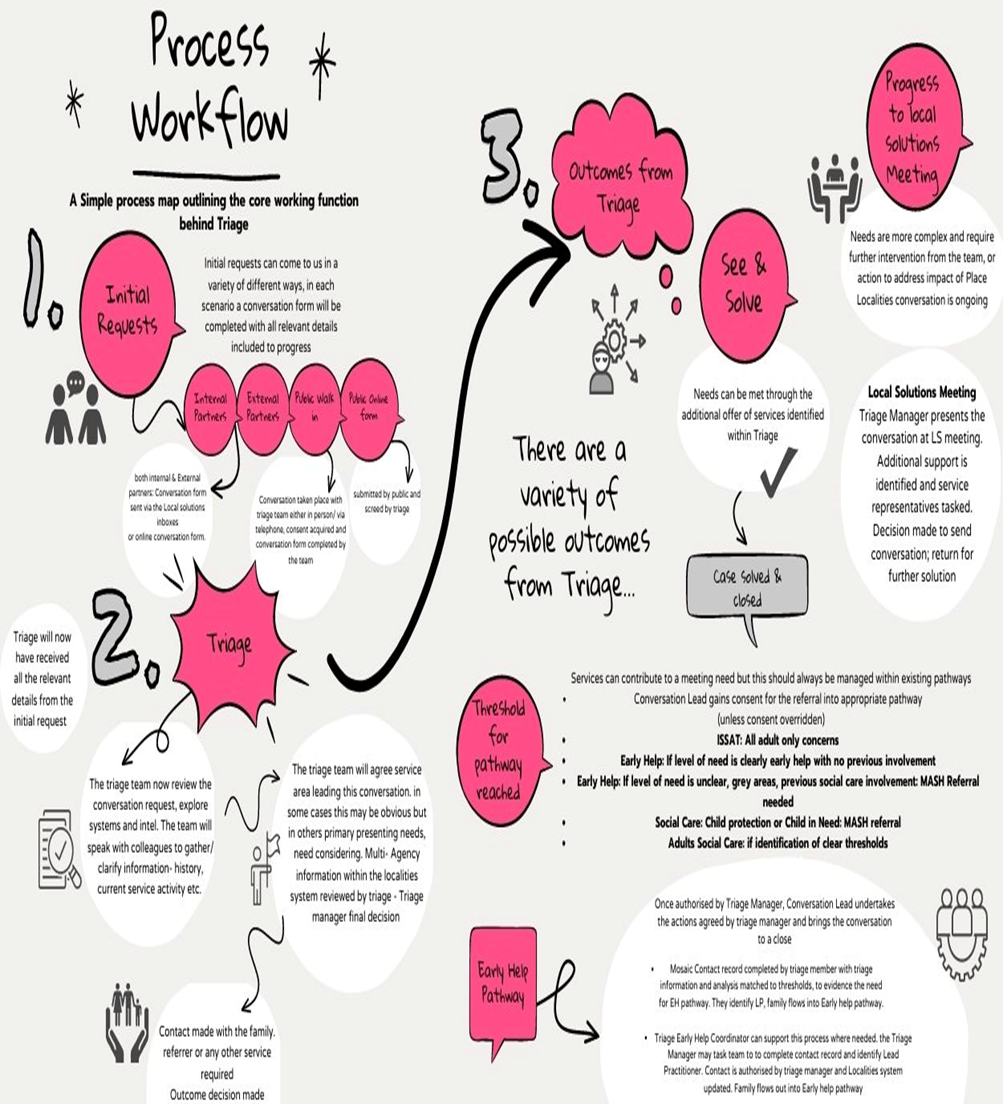 Process
Workflow
A Simple process map outlining the core working function
behind Triage
1.
Initial
Requests
Initial requests can come to us in a
variety of different ways, in each
scenario a conversation form will be
completed with all relevant details
included to progress
Internal
Partners
External
Partners
Public Walk
in
Public Online
form
both internal & External
partners: Conversation form
sent via the Local solutions
inboxes
or online conversation form.
Conversation taken place with
triage team either in person/ via
telephone, consent acquired and
conversation form completed by
the team
submitted by public and
screed by triage
2.
Triage
Triage will now
have received
all the relevant
details from the
initial request
The triage team now review the
conversation request, explore
systems and intel. The team will
speak with colleagues to gather/
clarify information- history,
current service activity etc.
The triage team will agree service
area leading this conversation. in
some cases this may be obvious but
in others primary presenting needs,
need considering. Multi- Agency
information within the localities
system reviewed by triage - Triage
manager final decision
Contact made with the family.
referrer or any other service
required
Outcome decision made
3.
Outcomes from
Triage
There are a
variety of
possible outcomes
from Triage...
See &
Solve
Needs can be met through the
additional offer of services identified
within Triage
Case solved &
closed
Progress
to local
solutions
Meeting
Needs are more complex and require
further intervention from the team, or
action to address impact of Place
Localities conversation is ongoing
Local Solutions Meeting
Triage Manager presents the
conversation at LS meeting.
Additional support is
identified and service
representatives tasked.
Decision made to send
conversation; return for
further solution
Threshold
for
pathway
reached
Services can contribute to a meeting need but this should always be managed within existing pathways
• Conversation Lead gains consent for the referral into appropriate pathway
(unless consent overridden)
• ISSAT: All adult only concerns
• Early Help: If level of need is clearly early help with no previous involvement
• Early Help: If level of need is unclear, grey areas, previous social care involvement: MASH Referral
needed
• Social Care: Child protection or Child in Need: MASH referral
• Adults Social Care: if identification of clear thresholds
Early Help
Pathway
Once authorised by Triage Manager, Conversation Lead undertakes
the actions agreed by triage manager and brings the conversation
to a close
• Mosaic Contact record completed by triage member with triage
information and analysis matched to thresholds, to evidence the need
for EH pathway. They identify LP, family flows into Early help pathway.
• Triage Early Help Coordinator can support this process where needed. the Triage
Manager may task team to to complete contact record and identify Lead
Practitioner. Contact is authorised by triage manager and Localities system
updated. Family flows out into Early help pathway